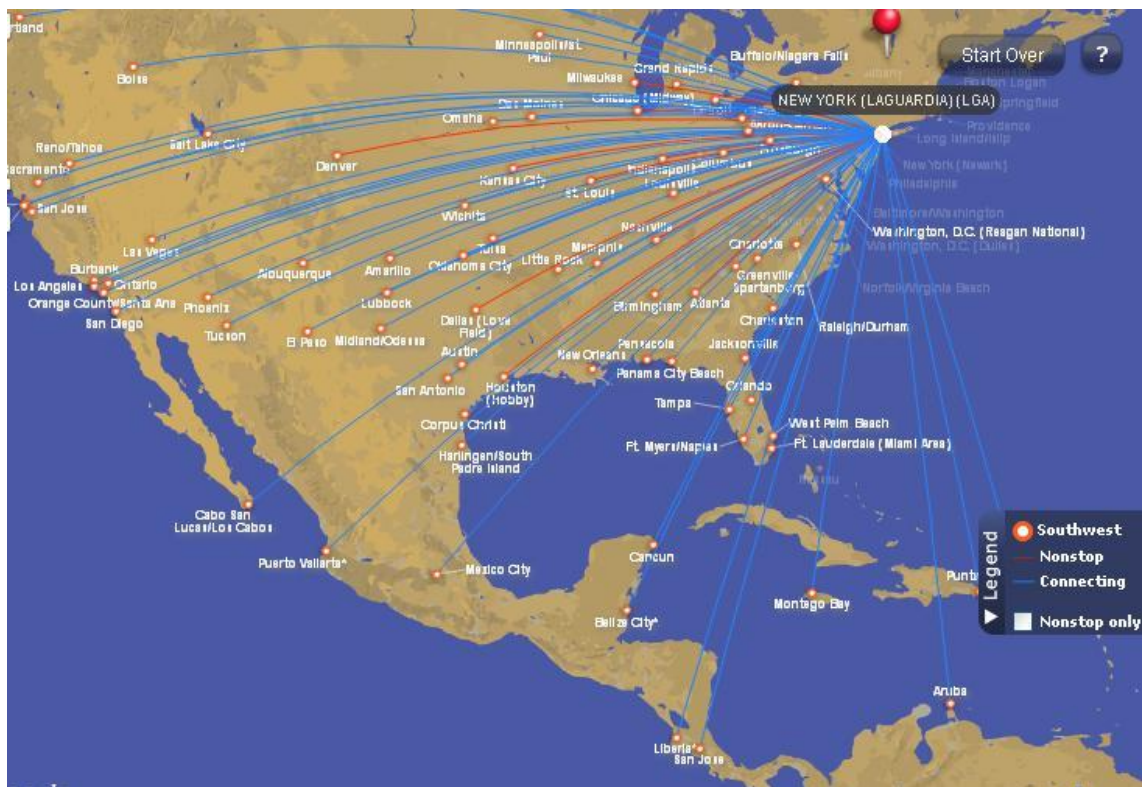 Boise
Minneapolis/St.
Paul
Buffalo/Niagara Falls
Start Over
?
Milwaukee
Grand Rapids
Albany
Boston Logan
NEW YORK (LAGUARDIA) (LGA)
Chicago (Midway)
Des Moines
Omaha
Providence
Salt Lake City
Long Island/Islip
Reno/Tahoe
Denver
Sacramento
Columbus
Indianapolis
New York (Newark)
Kansas City
St. Louis
Louisville
Philadelphia
San Jose
Wichita
Baltimore/Washington
Washington, D.C. (Reagan National)
Washington, D.C. (Dulles)
Las Vegas
Tulsa
Nashville
Memphis
Charlotte
Oklahoma City
Little Rock
Albuquerque
Amarillo
Burbank
Ontario
Los Angeles
Greenville
Spartanburg
Norfolk/Virginia Beach
Orange County/Santa Ana
Phoenix
Lubbock
Birmingham
Atlanta
San Diego
Dallas (Love
Field)
Charleston
Raleigh/Durham
Tucson
El Paso
Midland/Odessa
Austin
New Orleans
Pensacola
Jacksonville
Panama City Beach
San Antonio
Houston
(Hobby)
Orlando
Tampa
Corpus Christi
West Palm Beach
Ft. Myers/Naples
Ft. Lauderdale (Miami Area)
Harlingen/South
Padre Island
Nassau
Cabo San
Lucas/Los Cabos
Puerto Vallarta^
Mexico City
Cancun
Belize City^
Montego Bay
Legend
Southwest
Nonstop
Connecting
Nonstop only
Aruba
Liberia^
San Jose